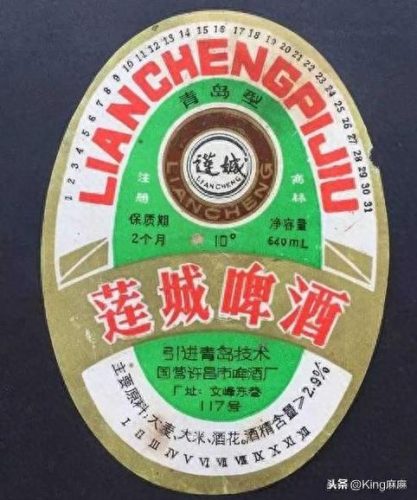 1 2 3 4 5 6 7 8 9 10 11 12 13 14 15 16 17 18 19 20 21 22 23 24 25 26 27 28 29 30 31
LIANCHENGPIJIU
青岛型
莲城
LIANCHENG
LIANCHENG
注册 商标
保质期 净容量
2个月 10° 640mL
莲城啤酒
引进青岛技术
国营许昌市啤酒厂
厂址:文峰东巷
117号
主要原料,大麦、大米、酒花。酒精含量≥2.9%
I II III IV V VI VII VIII IX X XI XII
头条 @King麻麻